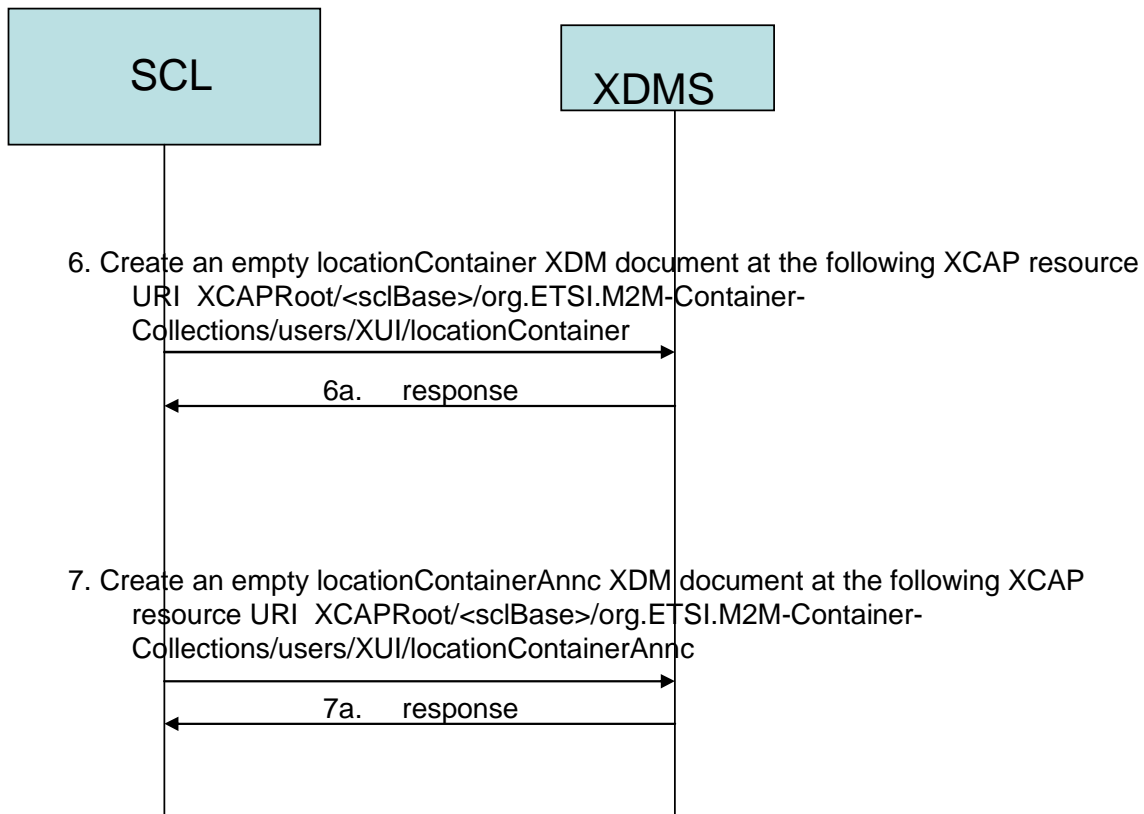 SCL
XDMS
6. Create an empty locationContainer XDM document at the following XCAP resource
URI XCAPRoot/<sclBase>/org.ETSI.M2M-Container-
Collections/users/XUI/locationContainer
6a. response
7. Create an empty locationContainerAnnc XDM document at the following XCAP
resource URI XCAPRoot/<sclBase>/org.ETSI.M2M-Container-
Collections/users/XUI/locationContainerAnnc
7a. response